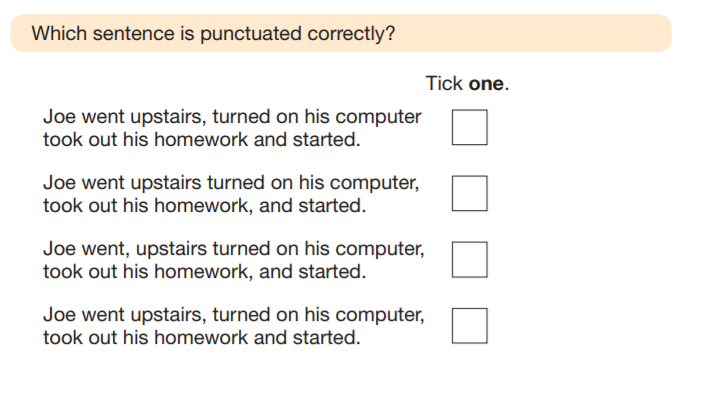 Which sentence is punctuated correctly?
Tick one.
Joe went upstairs, turned on his computer
took out his homework and started.
Joe went upstairs turned on his computer,
took out his homework, and started.
Joe went, upstairs turned on his computer,
took out his homework, and started.
Joe went upstairs, turned on his computer,
took out his homework and started.